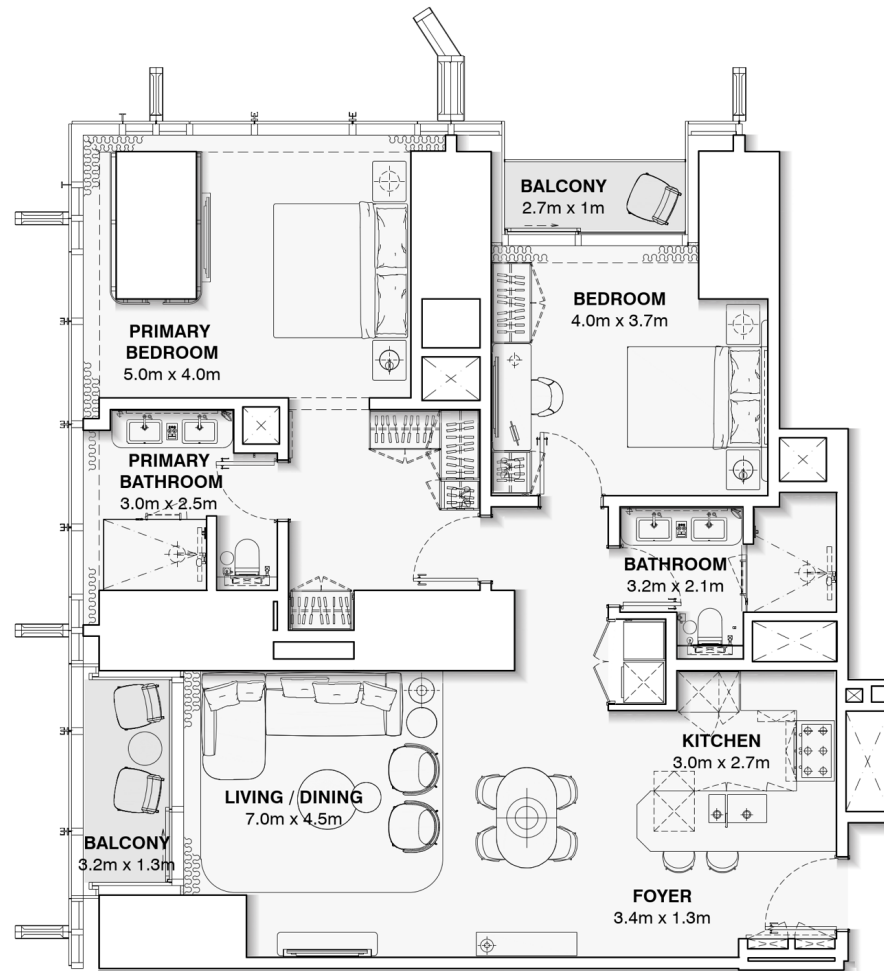 BALCONY
2.7m x 1m
BEDROOM
4.0m x 3.7m
PRIMARY
BEDROOM
5.0m x 4.0m
PRIMARY
BATHROOM
3.0m x 2.5m
BATHROOM
3.2m x 2.1m
KITCHEN
3.0m x 2.7m
LIVING / DINING
7.0m x 4.5m
BALCONY
3.2m x 1.3m
FOYER
3.4m x 1.3m